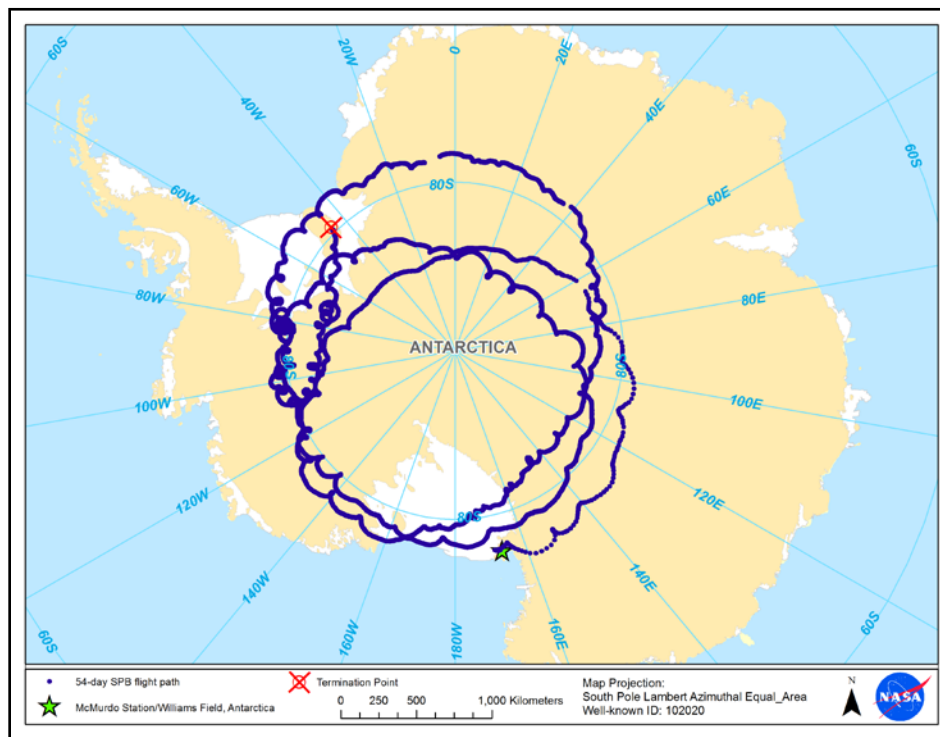 60S
20W
0
20E
40W
40E
60S
60W
80S
60E
80W
80E
ANTARCTICA
80S
80S
100W
100E
120W
80S
120E
140W
140E
60S
160W
180W
160E
60S
54-day SPB flight path
McMurdo Station/Williams Field, Antarctica
Termination Point
0 250 500 1,000 Kilometers
Map Projection:
South Pole Lambert Azimuthal Equal_Area
Well-known ID: 102020
N
NASA